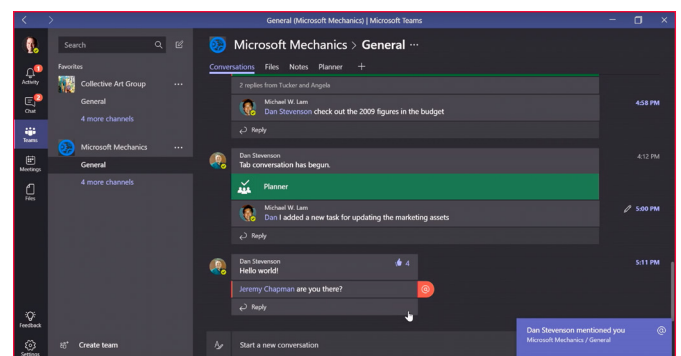 General (Microsoft Mechanics) | Microsoft Teams
Search
Favorites
Activity
1
Chat
2
Teams
Meetings
Files
Feedback
Settings
Collective Art Group
General
4 more channels
Microsoft Mechanics
General
4 more channels
Create team
Microsoft Mechanics > General
Conversations Files Notes Planner +
2 replies from Tucker and Angela
Michael W. Lam 4:58 PM
Dan Stevenson check out the 2009 figures in the budget
Reply
Dan Stevenson 4:12 PM
Tab conversation has begun.
Planner
Michael W. Lam 5:00 PM
Dan I added a new task for updating the marketing assets
Reply
Dan Stevenson 4 5:11 PM
Hello world!
Jeremy Chapman are you there? @
Reply
Start a new conversation
Dan Stevenson mentioned you @
Microsoft Mechanics / General